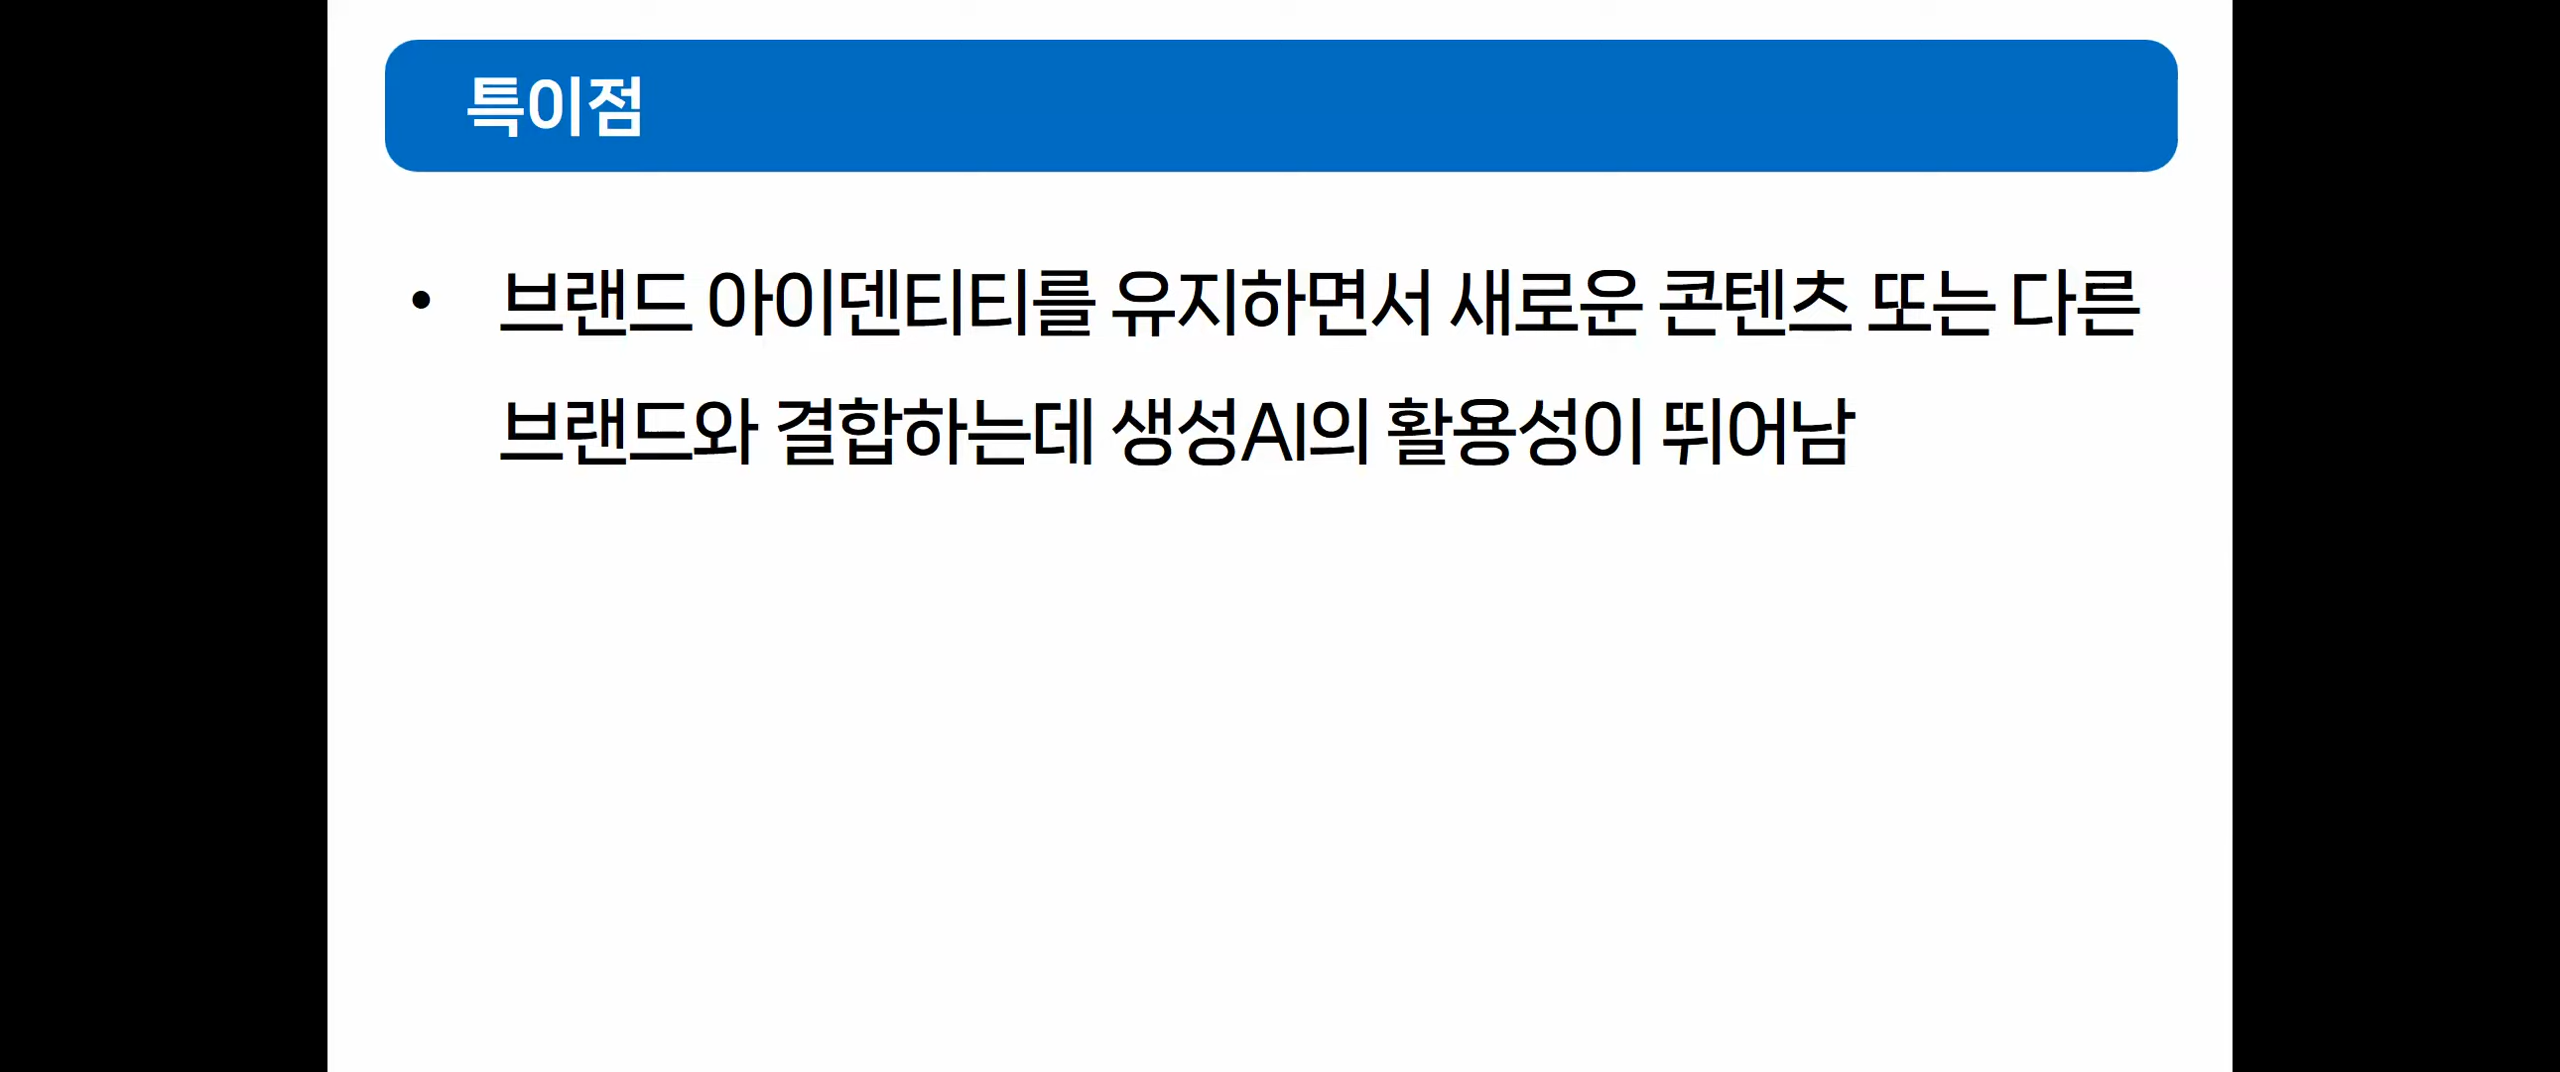 특이점
• 브랜드 아이덴티티를 유지하면서 새로운 콘텐츠 또는 다른
브랜드와 결합하는데 생성AI의 활용성이 뛰어남